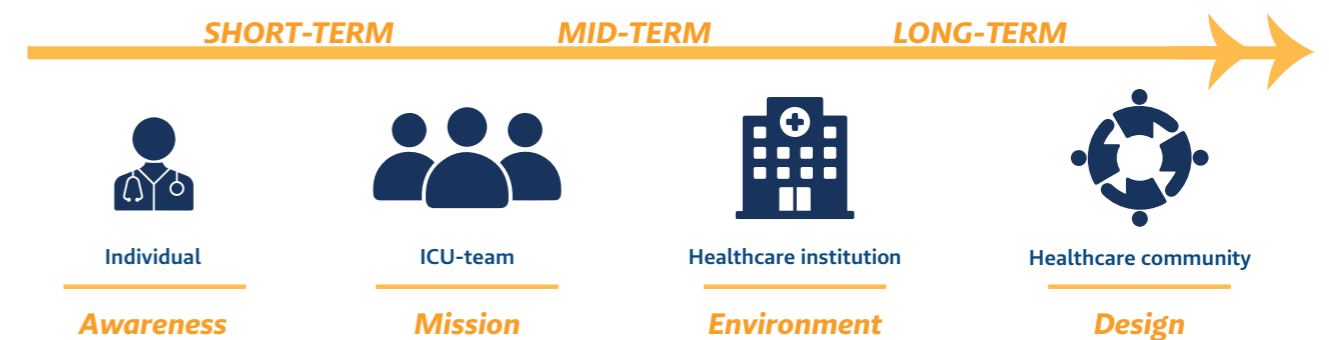 SHORT-TERM MID-TERM LONG-TERM
Individual ICU-team Healthcare institution Healthcare community
Awareness Mission Environment Design